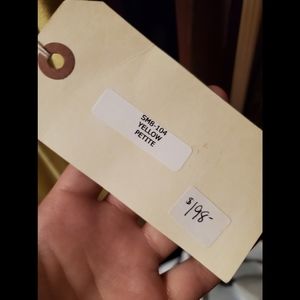 SMB-104
YELLOW
PETITE
$198-